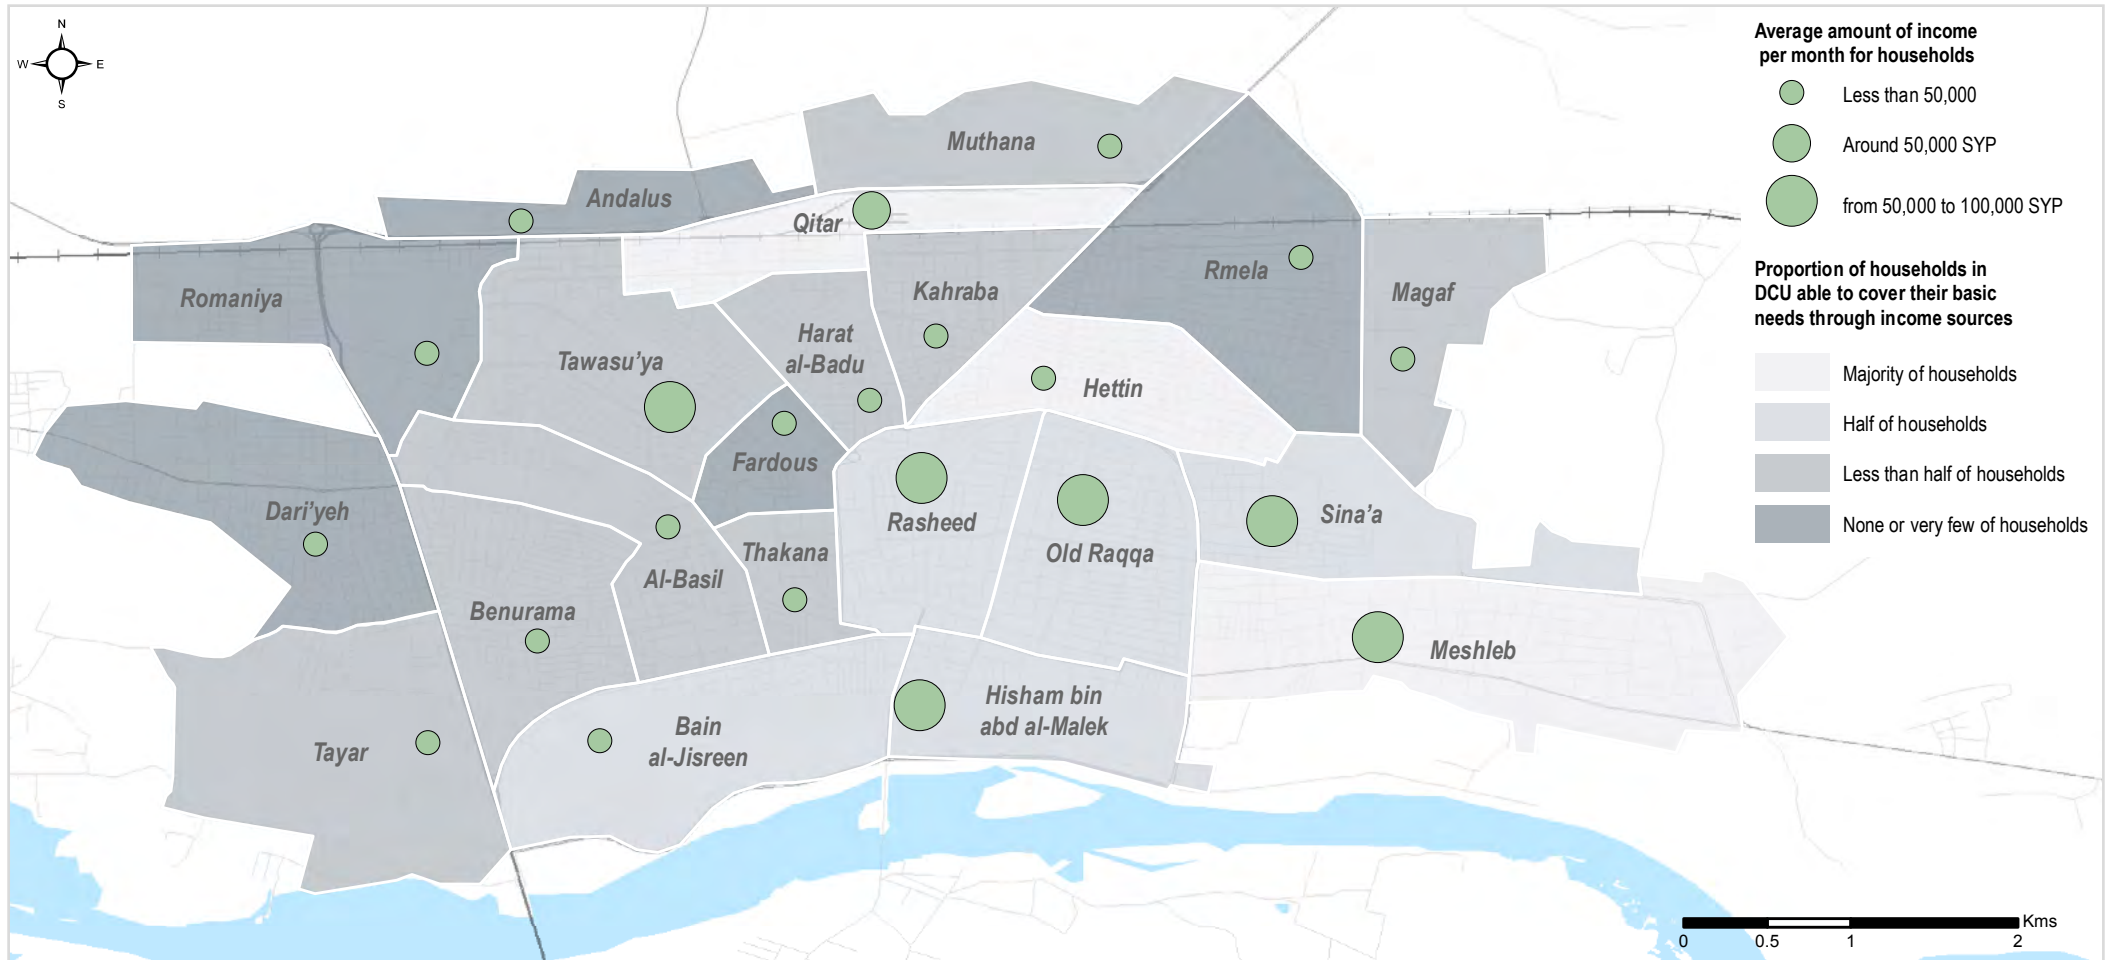 N
W E
S
Average amount of income
per month for households
Less than 50,000
Around 50,000 SYP
from 50,000 to 100,000 SYP
Proportion of households in
DCU able to cover their basic
needs through income sources
Majority of households
Half of households
Less than half of households
None or very few of households
Muthana
Andalus
Qitar
Romaniya
Rmela
Magaf
Kahraba
Harat
al-Badu
Tawasu'ya
Hettin
Fardous
Dari'yeh
Rasheed
Sina'a
Old Raqqa
Thakana
Al-Basil
Benurama
Meshleb
Hisham bin
abd al-Malek
Bain
al-Jisreen
Tayar
Kms
0 0.5 1 2